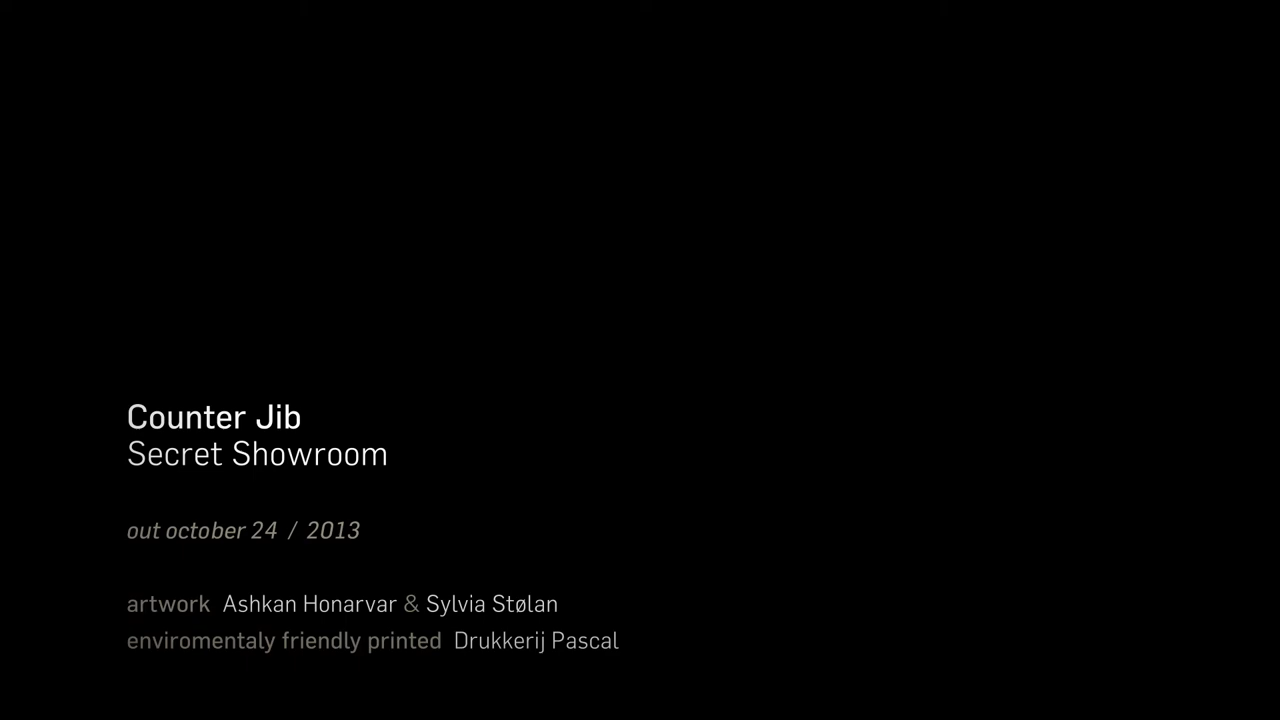 Counter Jib
Secret Showroom
out october 24 / 2013
artwork Ashkan Honarvar & Sylvia Stølan
enviromentaly friendly printed Drukkerij Pascal